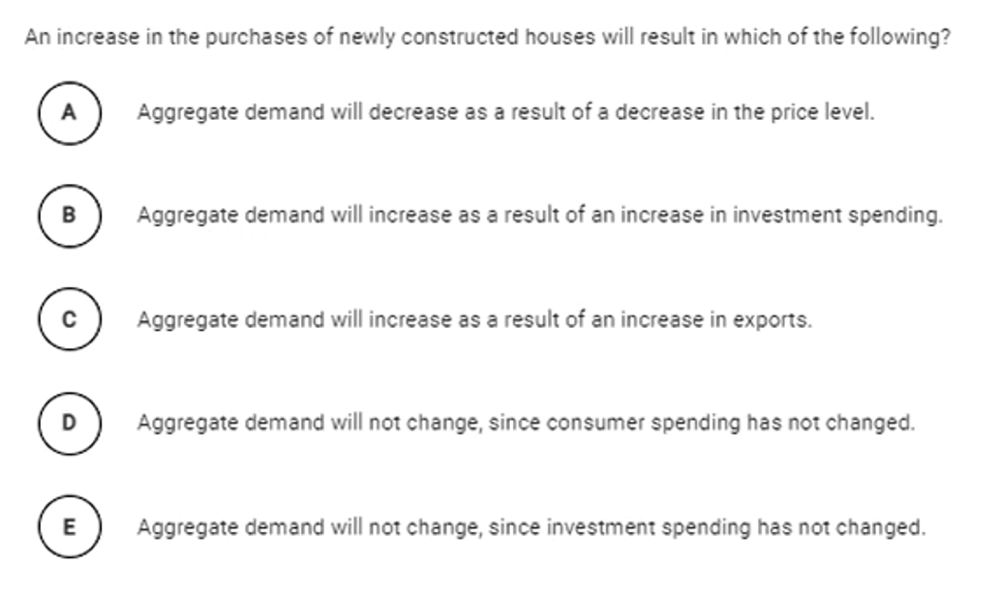 An increase in the purchases of newly constructed houses will result in which of the following?
A Aggregate demand will decrease as a result of a decrease in the price level.
B Aggregate demand will increase as a result of an increase in investment spending.
C Aggregate demand will increase as a result of an increase in exports.
D Aggregate demand will not change, since consumer spending has not changed.
E Aggregate demand will not change, since investment spending has not changed.